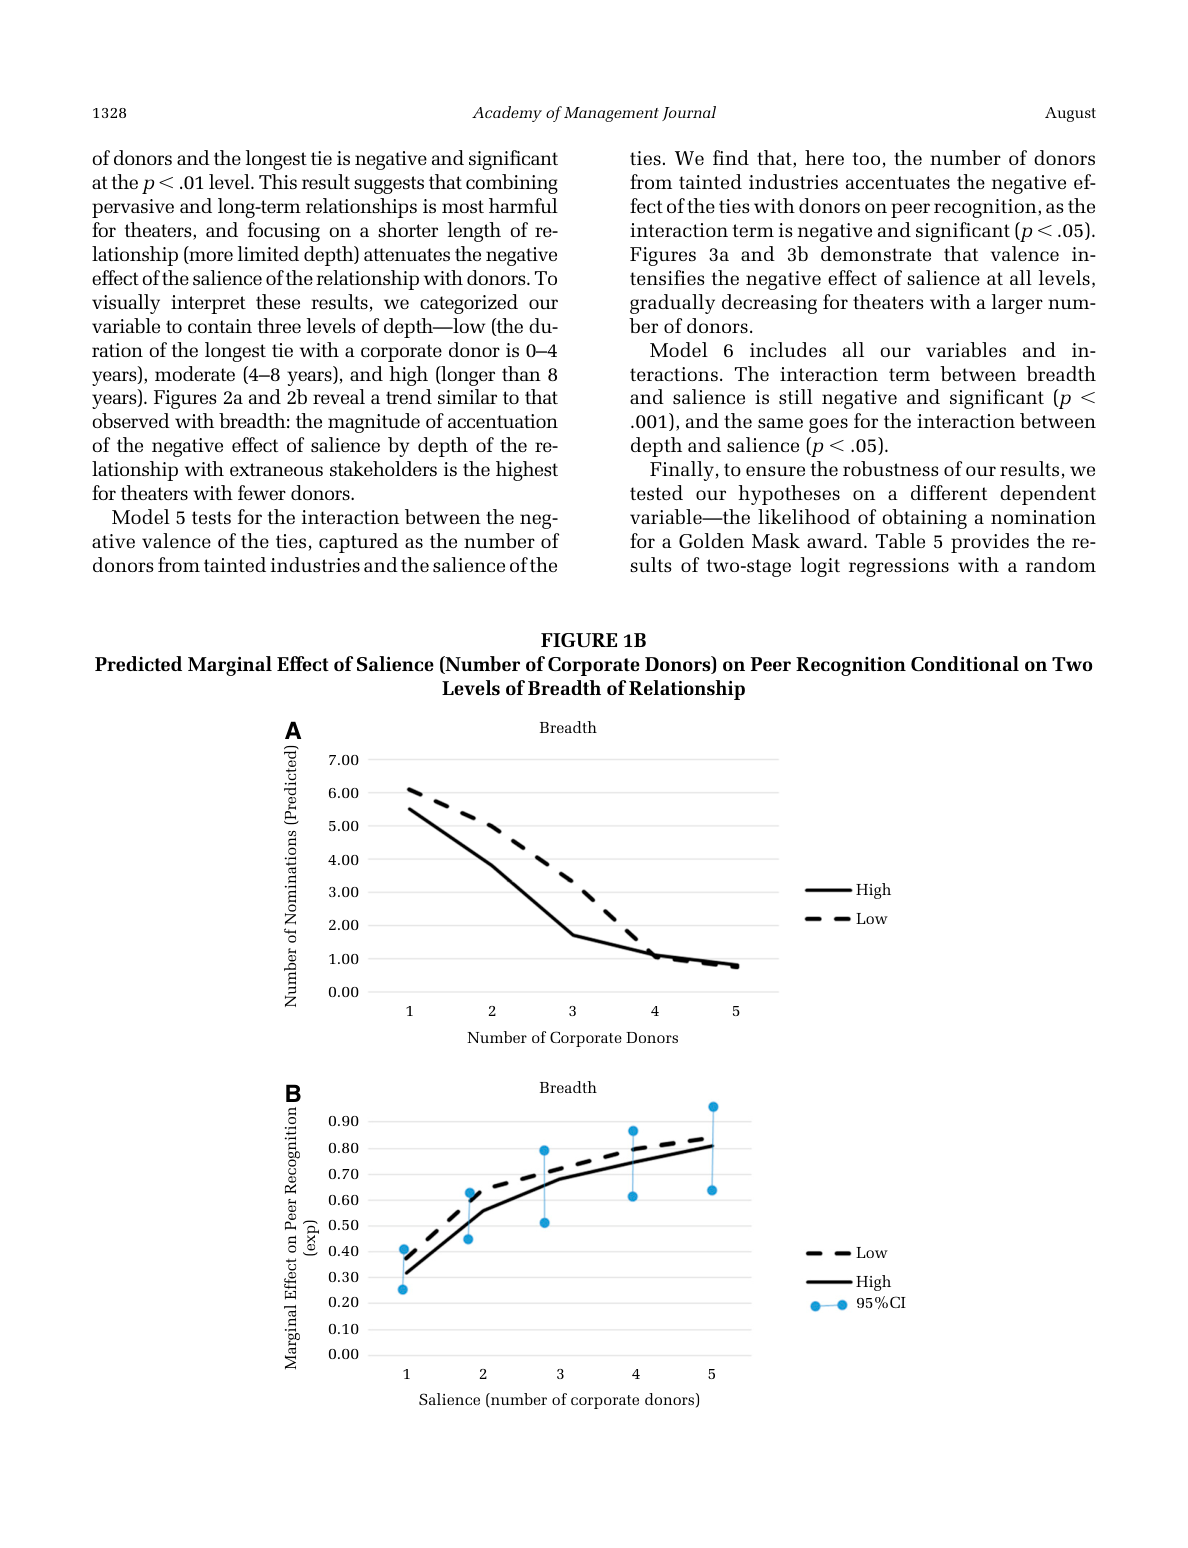 1328
Academy of Management Journal
August
of donors and the longest tie is negative and significant
at the p < .01 level. This result suggests that combining
pervasive and long-term relationships is most harmful
for theaters, and focusing on a shorter length of re-
lationship (more limited depth) attenuates the negative
effect of the salience of the relationship with donors. To
visually interpret these results, we categorized our
variable to contain three levels of depth—low (the du-
ration of the longest tie with a corporate donor is 0–4
years), moderate (4–8 years), and high (longer than 8
years). Figures 2a and 2b reveal a trend similar to that
observed with breadth: the magnitude of accentuation
of the negative effect of salience by depth of the re-
lationship with extraneous stakeholders is the highest
for theaters with fewer donors.
Model 5 tests for the interaction between the neg-
ative valence of the ties, captured as the number of
donors from tainted industries and the salience of the
ties. We find that, here too, the number of donors
from tainted industries accentuates the negative ef-
fect of the ties with donors on peer recognition, as the
interaction term is negative and significant (p < .05).
Figures 3a and 3b demonstrate that valence in-
tensifies the negative effect of salience at all levels,
gradually decreasing for theaters with a larger num-
ber of donors.
Model 6 includes all our variables and in-
teractions. The interaction term between breadth
and salience is still negative and significant (p <
.001), and the same goes for the interaction between
depth and salience (p < .05).
Finally, to ensure the robustness of our results, we
tested our hypotheses on a different dependent
variable—the likelihood of obtaining a nomination
for a Golden Mask award. Table 5 provides the re-
sults of two-stage logit regressions with a random
FIGURE 1B
Predicted Marginal Effect of Salience (Number of Corporate Donors) on Peer Recognition Conditional on Two
Levels of Breadth of Relationship
A
Breadth
Number of Nominations (Predicted)
7.00
6.00
5.00
4.00
3.00
2.00
1.00
0.00
1 2 3 4 5
Number of Corporate Donors
High
Low
B
Breadth
Marginal Effect on Peer Recognition
(exp)
0.90
0.80
0.70
0.60
0.50
0.40
0.30
0.20
0.10
0.00
1 2 3 4 5
Salience (number of corporate donors)
Low
High
95%CI